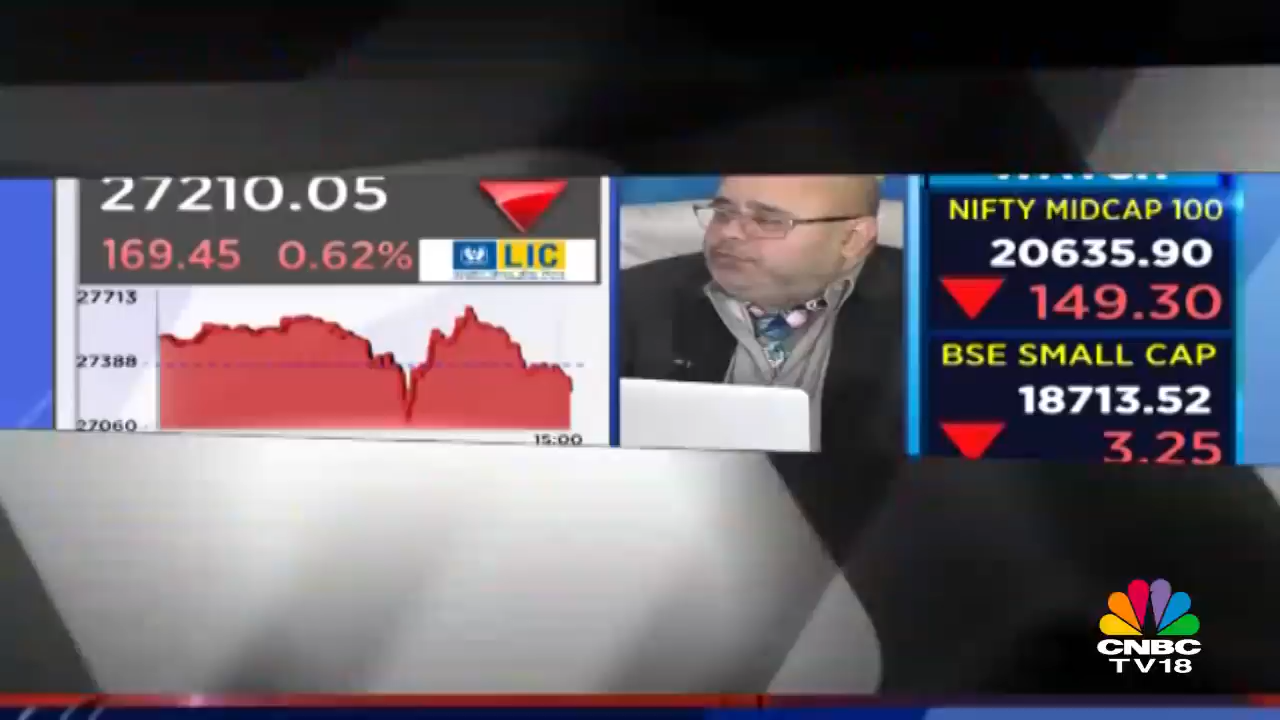 27210.05
169.45 0.62%
LIC
27713
27388
27060
15:00
NIFTY MIDCAP 100
20635.90
149.30
BSE SMALL CAP
18713.52
3.25
CNBC
TV18